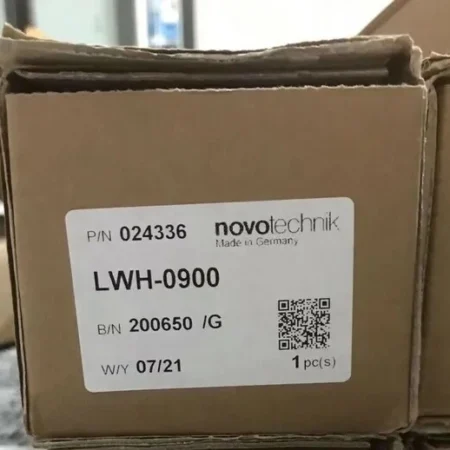 P/N 024336 novotechnik
Made in Germany
LWH-0900
B/N 200650 /G
W/Y 07/21
1 pc(s)